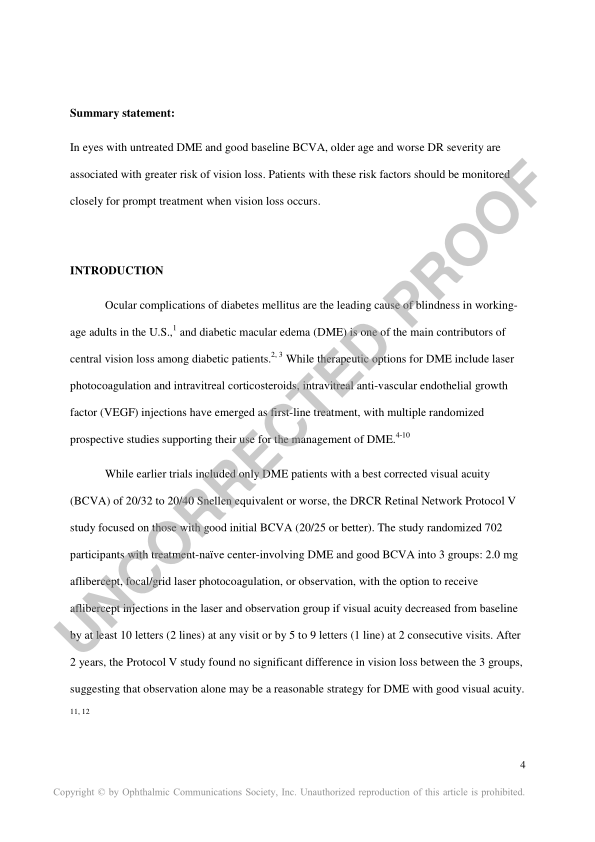 Summary statement:
In eyes with untreated DME and good baseline BCVA, older age and worse DR severity are
associated with greater risk of vision loss. Patients with these risk factors should be monitored
closely for prompt treatment when vision loss occurs.
INTRODUCTION
Ocular complications of diabetes mellitus are the leading cause of blindness in working-
age adults in the U.S.,1 and diabetic macular edema (DME) is one of the main contributors of
central vision loss among diabetic patients.2, 3 While therapeutic options for DME include laser
photocoagulation and intravitreal corticosteroids, intravitreal anti-vascular endothelial growth
factor (VEGF) injections have emerged as first-line treatment, with multiple randomized
prospective studies supporting their use for the management of DME.4-10
While earlier trials included only DME patients with a best corrected visual acuity
(BCVA) of 20/32 to 20/40 Snellen equivalent or worse, the DRCR Retinal Network Protocol V
study focused on those with good initial BCVA (20/25 or better). The study randomized 702
participants with treatment-naïve center-involving DME and good BCVA into 3 groups: 2.0 mg
aflibercept, focal/grid laser photocoagulation, or observation, with the option to receive
aflibercept injections in the laser and observation group if visual acuity decreased from baseline
by at least 10 letters (2 lines) at any visit or by 5 to 9 letters (1 line) at 2 consecutive visits. After
2 years, the Protocol V study found no significant difference in vision loss between the 3 groups,
suggesting that observation alone may be a reasonable strategy for DME with good visual acuity.
11, 12
4
Copyright © by Ophthalmic Communications Society, Inc. Unauthorized reproduction of this article is prohibited.
UNCORRECTED PROOF